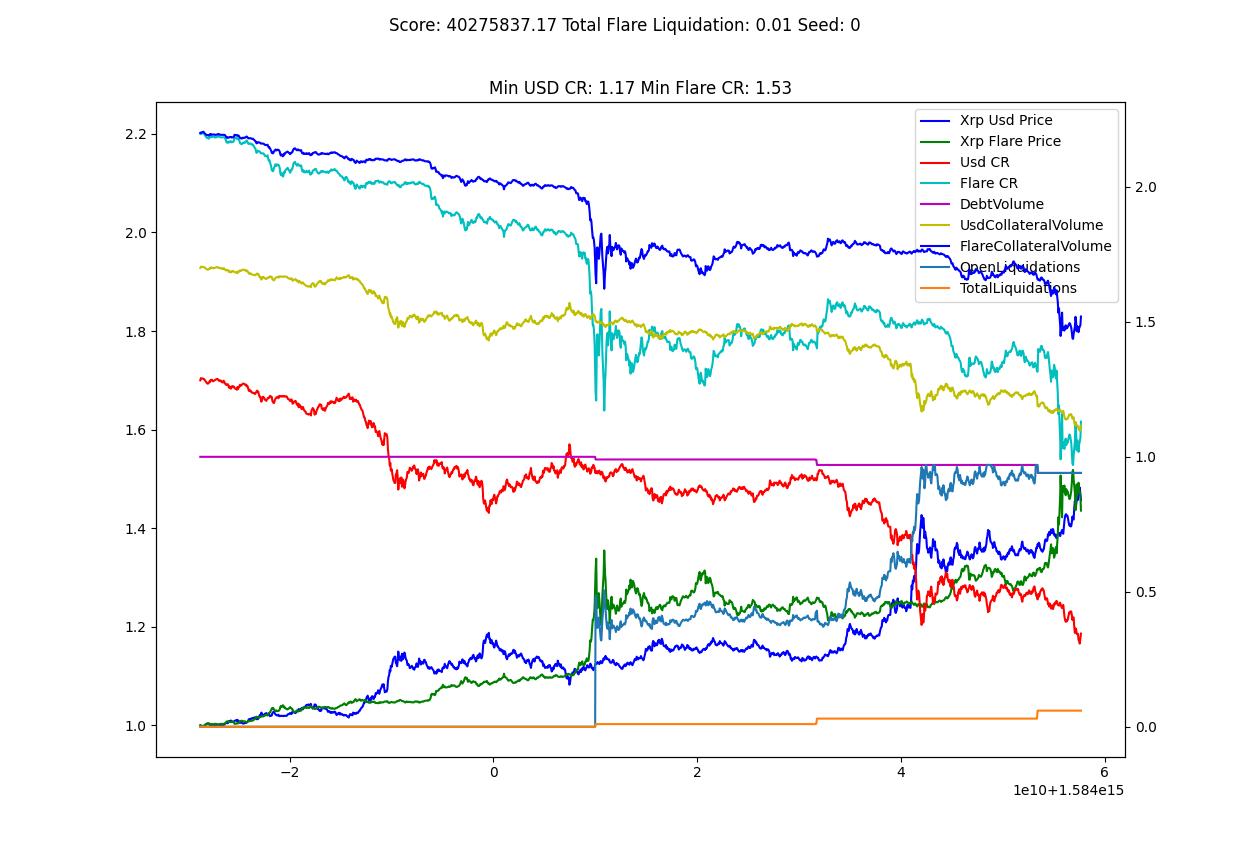 Score: 40275837.17 Total Flare Liquidation: 0.01 Seed: 0
Min USD CR: 1.17 Min Flare CR: 1.53
Xrp Usd Price
Xrp Flare Price
Usd CR
Flare CR
DebtVolume
UsdCollateralVolume
FlareCollateralVolume
OpenLiquidations
TotalLiquidations
2.2
2.0
1.8
1.6
1.4
1.2
1.0
2.0
1.5
1.0
0.5
0.0
−2 0 2 4 6
1e10+1.584e15